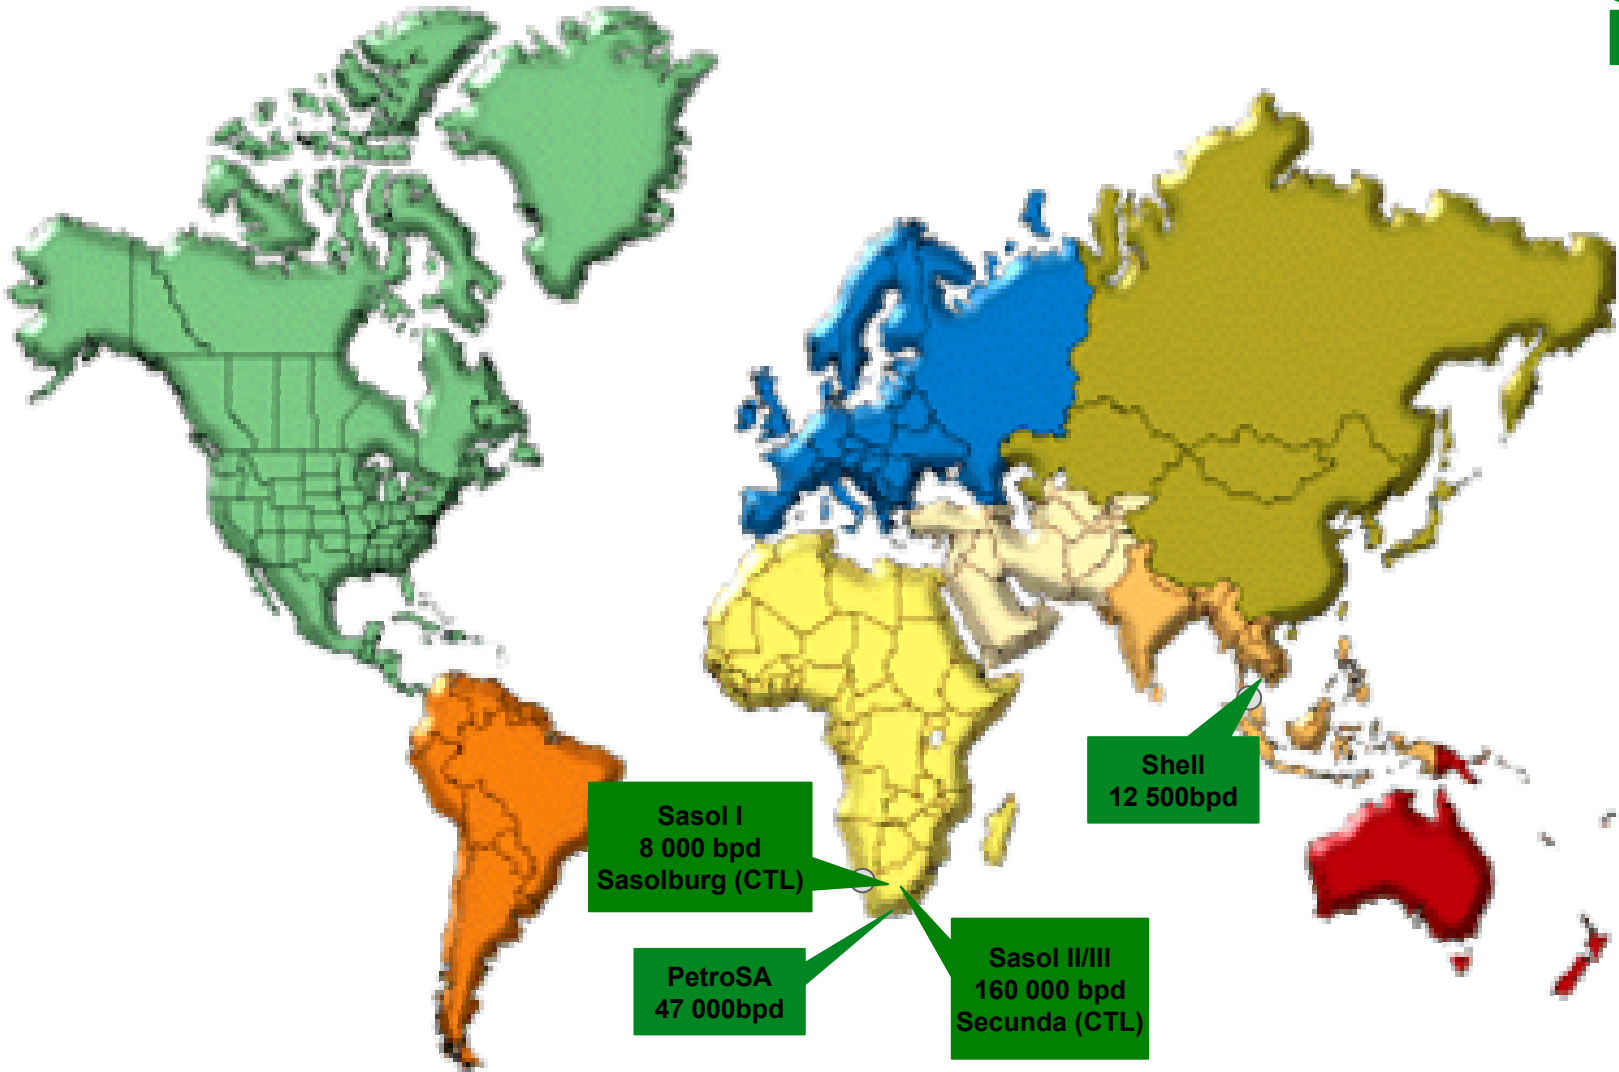 Shell
12 500bpd
Sasol I
8 000 bpd
Sasolburg (CTL)
PetroSA
47 000bpd
Sasol II/III
160 000 bpd
Secunda (CTL)